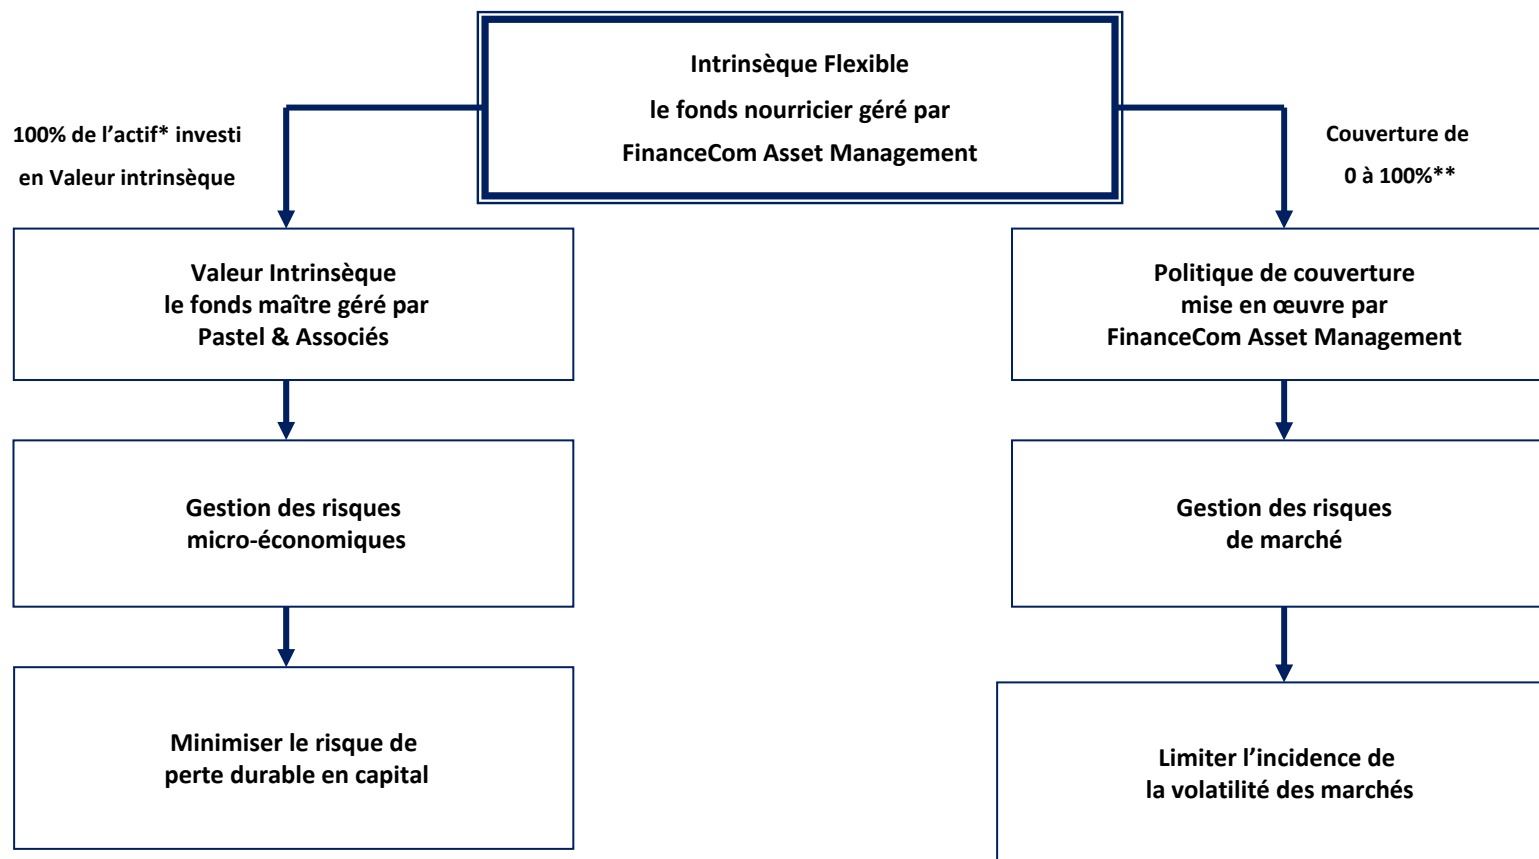 Intrinsèque Flexible
le fonds nourricier géré par
FinanceCom Asset Management
100% de l’actif* investi
en Valeur intrinsèque
Couverture de
0 à 100%**
Valeur Intrinsèque
le fonds maître géré par
Pastel & Associés
Politique de couverture
mise en œuvre par
FinanceCom Asset Management
Gestion des risques
micro-économiques
Gestion des risques
de marché
Minimiser le risque de
perte durable en capital
Limiter l’incidence de
la volatilité des marchés